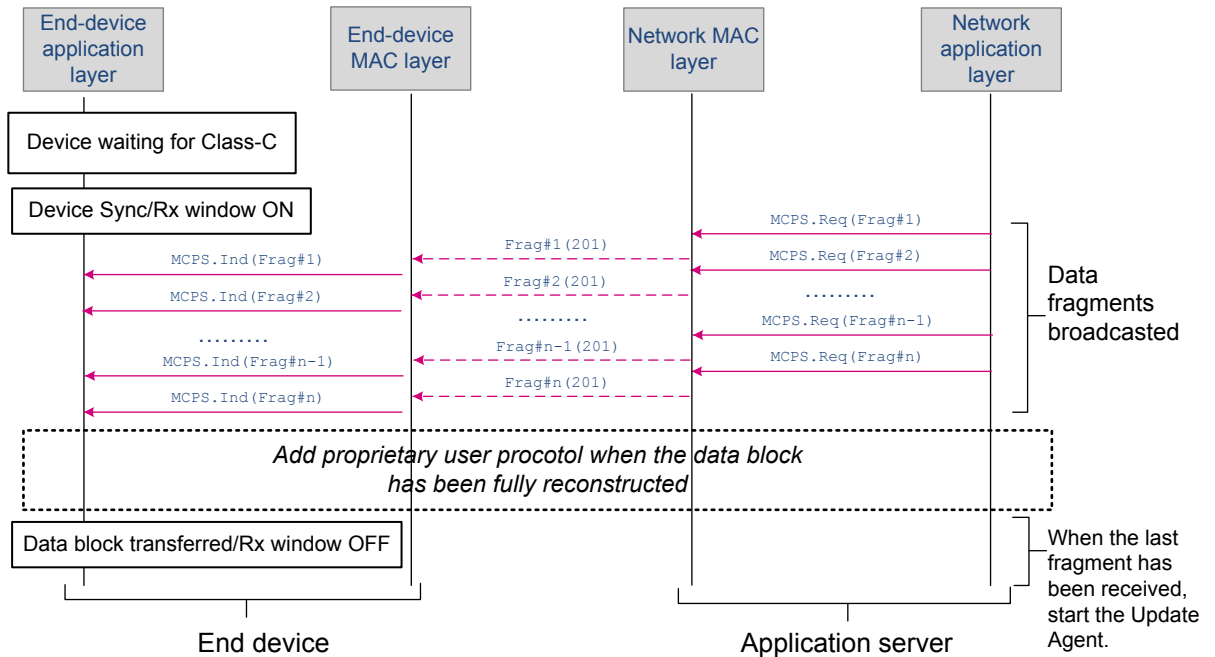 End-device
application
layer
End-device
MAC layer
Network MAC
layer
Network
application
layer
Device waiting for Class-C
Device Sync/Rx window ON
MCPS.Req(Frag#1)
Frag#1(201)
MCPS.Ind(Frag#1)
MCPS.Req(Frag#2)
Frag#2(201)
MCPS.Ind(Frag#2)
.........
.........
.........
MCPS.Req(Frag#n-1)
Frag#n-1(201)
MCPS.Ind(Frag#n-1)
MCPS.Req(Frag#n)
Frag#n(201)
MCPS.Ind(Frag#n)
Data
fragments
broadcasted
Add proprietary user procotol when the data block
has been fully reconstructed
Data block transferred/Rx window OFF
When the last
fragment has
been received,
start the Update
Agent.
End device
Application server